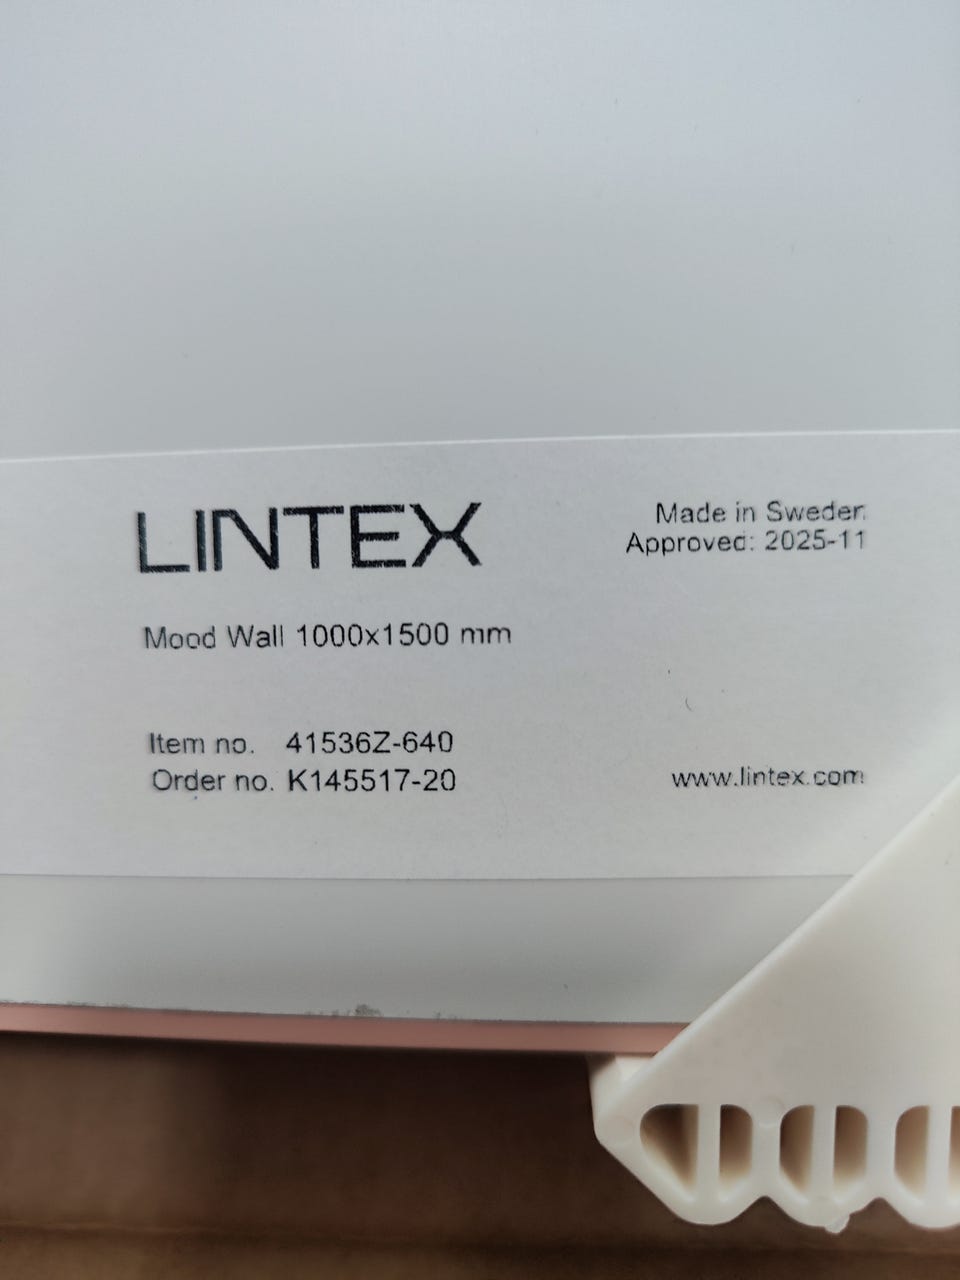 LINTEX
Made in Sweden
Approved: 2025-11
Mood Wall 1000x1500 mm
Item no. 41536Z-640
Order no. K145517-20
www.lintex.com